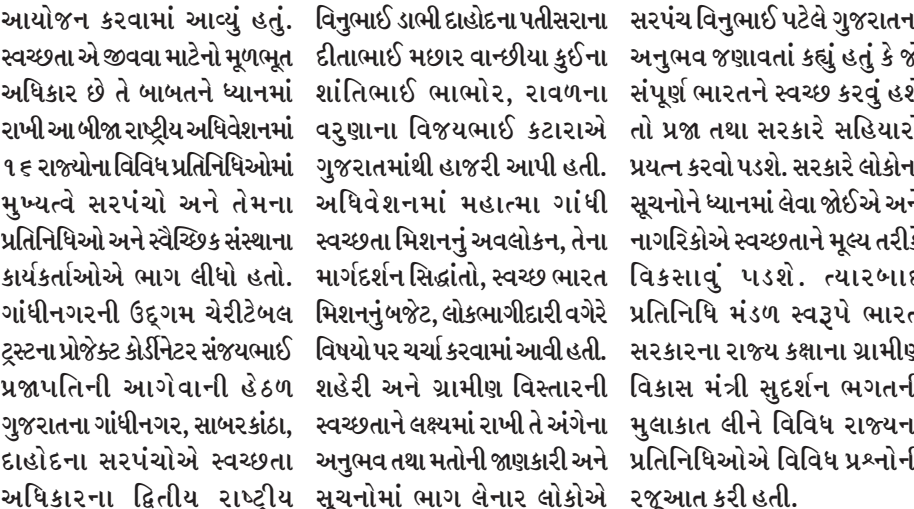 આયોજન કરવામાં આવ્યું હતું.
સ્વચ્છતા એ જીવવા માટેનો મૂળભૂત
અધિકાર છે તે બાબતને ધ્યાનમાં
રાખી આ બીજા રાષ્ટ્રીય અધિવેશનમાં
૧૬ રાજ્યોના વિવિધ પ્રતિનિધિઓમાં
મુખ્યત્વે સરપંચો અને તેમના
પ્રતિનિધિઓ અને સ્વૈચ્છિક સંસ્થાના
કાર્યકર્તાઓએ ભાગ લીધો હતો.
ગાંધીનગરની ઉદ્‌ગમ ચેરીટેબલ
ટ્રસ્ટના પ્રોજેક્ટ કોર્ડીનેટર સંજયભાઈ
પ્રજાપતિની આગેવાની હેઠળ
ગુજરાતના ગાંધીનગર, સાબરકાંઠા,
દાહોદના સરપંચોએ સ્વચ્છતા
અધિકારના દ્વિતીય રાષ્ટ્રીય
વિનુભાઈ ડાભી દાહોદના પતીસરાના
દીતાભાઈ મછાર વાન્છીયા કુઈના
શાંતિભાઈ ભાભોર, રાવળના
વરુણાના વિજયભાઈ કટારાએ
ગુજરાતમાંથી હાજરી આપી હતી.
અધિવેશનમાં મહાત્મા ગાંધી
સ્વચ્છતા મિશનનું અવલોકન, તેના
માર્ગદર્શન સિદ્ધાંતો, સ્વચ્છ ભારત
મિશનનું બજેટ, લોકભાગીદારી વગેરે
વિષયો પર ચર્ચા કરવામાં આવી હતી.
શહેરી અને ગ્રામીણ વિસ્તારની
સ્વચ્છતાને લક્ષ્યમાં રાખી તે અંગેના
અનુભવ તથા મતોની જાણકારી અને
સૂચનોમાં ભાગ લેનાર લોકોએ
સરપંચ વિનુભાઈ પટેલે ગુજરાતના
અનુભવ જણાવતાં કહ્યું હતું કે જો
સંપૂર્ણ ભારતને સ્વચ્છ કરવું હશે
તો પ્રજા તથા સરકારે સહિયારો
પ્રયત્ન કરવો પડશે. સરકારે લોકોના
સૂચનોને ધ્યાનમાં લેવા જોઈએ અને
નાગરિકોએ સ્વચ્છતાને મૂલ્ય તરીકે
વિકસાવું પડશે. ત્યારબાદ
પ્રતિનિધિ મંડળ સ્વરૂપે ભારત
સરકારના રાજ્ય કક્ષાના ગ્રામીણ
વિકાસ મંત્રી સુદર્શન ભગતની
મુલાકાત લીને વિવિધ રાજ્યના
પ્રતિનિધિઓએ વિવિધ પ્રશ્નોની
રજૂઆત કરી હતી.